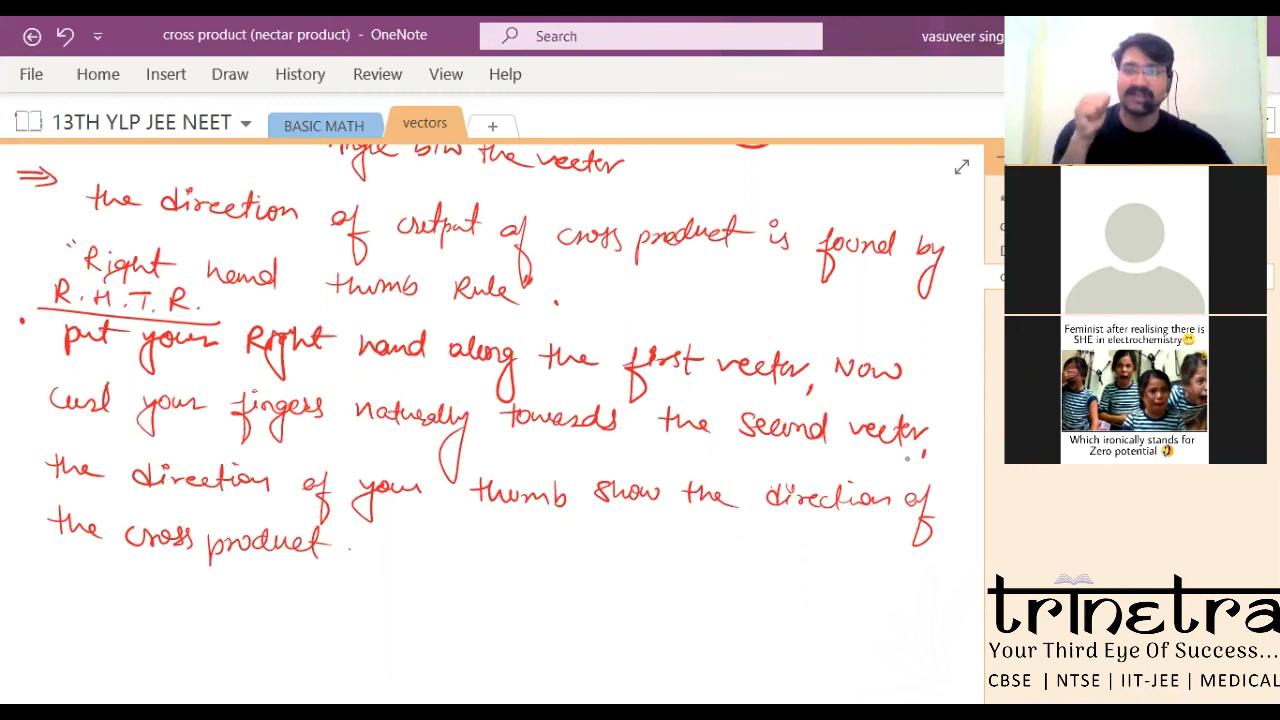 cross product (nectar product) - OneNote
Search
vasuveer sing
File Home Insert Draw History Review View Help
13TH YLP JEE NEET
BASIC MATH
vectors
Angle b/w the vector
⇒ the direction of output of cross product is found by
"Right hand thumb Rule".
R.H.T.R.
• put your Right hand along the first vector, Now
curl your fingers naturally towards the second vector,
the direction of your thumb show the direction of
the cross product.
Feminist after realising there is
SHE in electrochemistry😁
Which ironically stands for
Zero potential 🤣
trinetra
Your Third Eye Of Success...
CBSE | NTSE | IIT-JEE | MEDICAL